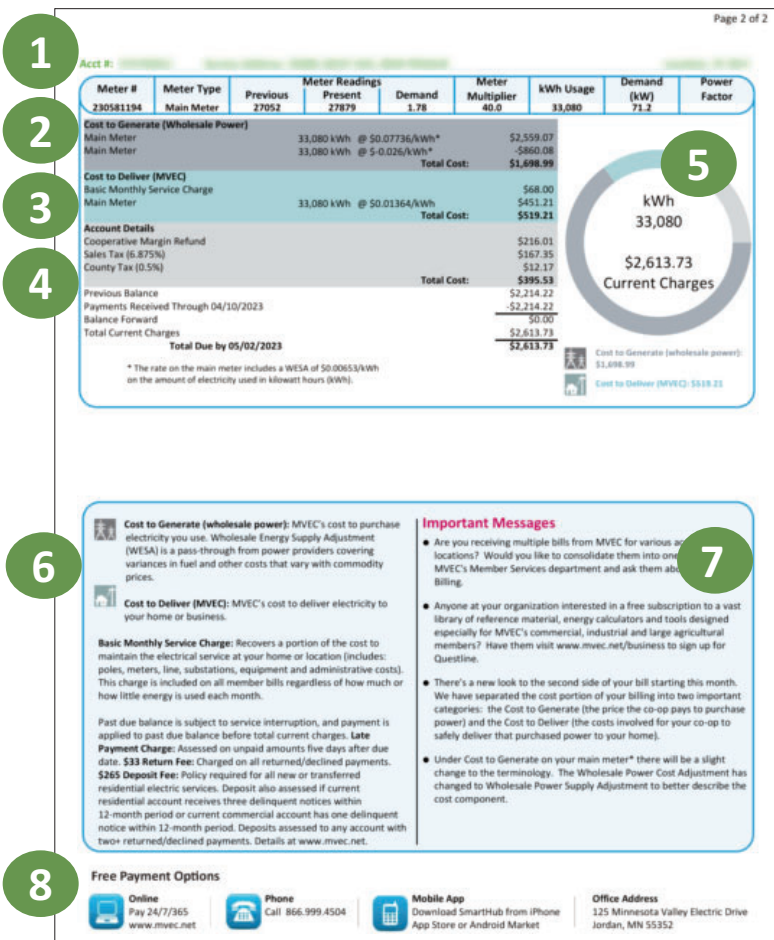 Page 2 of 2
1
Acct #:
Meter # Meter Type Meter Readings Meter Multiplier kWh Usage Demand (kW) Power Factor
Previous Present Demand
230581194 Main Meter 27052 27879 1.78 40.0 33,080 71.2
2
Cost to Generate (Wholesale Power)
Main Meter 33,080 kWh @ $0.07736/kWh* $2,559.07
Main Meter 33,080 kWh @ $-0.026/kWh* -$860.08
Total Cost: $1,698.99
3
Cost to Deliver (MVEC)
Basic Monthly Service Charge $68.00
Main Meter 33,080 kWh @ $0.01364/kWh $451.21
Total Cost: $519.21
4
Account Details
Cooperative Margin Refund $216.01
Sales Tax (6.875%) $167.35
County Tax (0.5%) $12.17
Total Cost: $395.53
Previous Balance $2,214.22
Payments Received Through 04/10/2023 -$2,214.22
Balance Forward $0.00
Total Current Charges $2,613.73
Total Due by 05/02/2023 $2,613.73
* The rate on the main meter includes a WESA of $0.00653/kWh
on the amount of electricity used in kilowatt hours (kWh).
5
kWh
33,080
$2,613.73
Current Charges
Cost to Generate (wholesale power):
$1,698.99
Cost to Deliver (MVEC): $519.21
6
Cost to Generate (wholesale power): MVEC's cost to purchase
electricity you use. Wholesale Energy Supply Adjustment
(WESA) is a pass-through from power providers covering
variances in fuel and other costs that vary with commodity
prices.
Cost to Deliver (MVEC): MVEC's cost to deliver electricity to
your home or business.
Basic Monthly Service Charge: Recovers a portion of the cost to
maintain the electrical service at your home or location (includes:
poles, meters, line, substations, equipment and administrative costs).
This charge is included on all member bills regardless of how much or
how little energy is used each month.
Past due balance is subject to service interruption, and payment is
applied to past due balance before total current charges. Late
Payment Charge: Assessed on unpaid amounts five days after due
date. $33 Return Fee: Charged on all returned/declined payments.
$265 Deposit Fee: Policy required for all new or transferred
residential electric services. Deposit also assessed if current
residential account receives three delinquent notices within
12-month period or current commercial account has one delinquent
notice within 12-month period. Deposits assessed to any account with
two+ returned/declined payments. Details at www.mvec.net.
7
Important Messages
• Are you receiving multiple bills from MVEC for various
locations? Would you like to consolidate them into one
MVEC's Member Services department and ask them
Billing.
• Anyone at your organization interested in a free subscription to a vast
library of reference material, energy calculators and tools designed
especially for MVEC's commercial, industrial and large agricultural
members? Have them visit www.mvec.net/business to sign up for
Questline.
• There's a new look to the second side of your bill starting this month.
We have separated the cost portion of your billing into two important
categories: the Cost to Generate (the price the co-op pays to purchase
power) and the Cost to Deliver (the costs involved for your co-op to
safely deliver that purchased power to your home).
• Under Cost to Generate on your main meter* there will be a slight
change to the terminology. The Wholesale Power Cost Adjustment has
changed to Wholesale Power Supply Adjustment to better describe the
cost component.
8
Free Payment Options
Online
Pay 24/7/365
www.mvec.net
Phone
Call 866.999.4504
Mobile App
Download SmartHub from iPhone
App Store or Android Market
Office Address
125 Minnesota Valley Electric Drive
Jordan, MN 55352